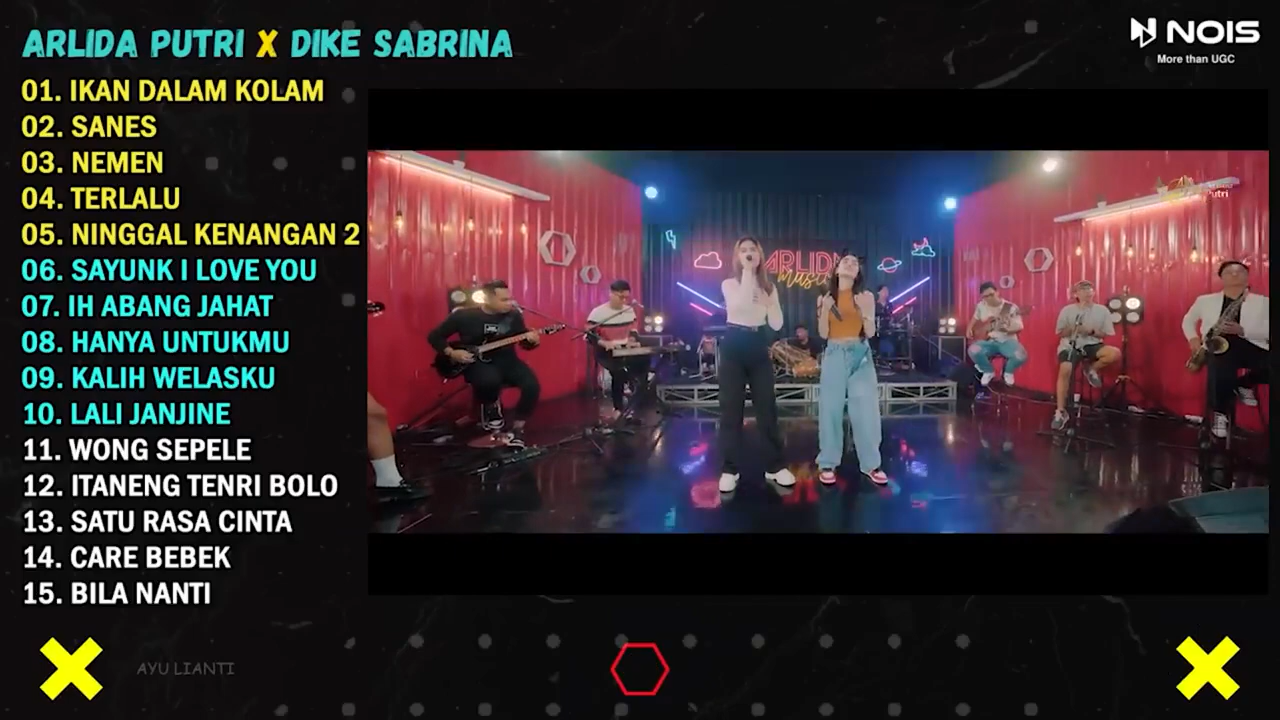 ARLIDA PUTRI X DIKE SABRINA
NOIS
More than UGC
01. IKAN DALAM KOLAM
02. SANES
03. NEMEN
04. TERLALU
05. NINGGAL KENANGAN 2
06. SAYUNK I LOVE YOU
07. IH ABANG JAHAT
08. HANYA UNTUKMU
09. KALIH WELASKU
10. LALI JANJINE
11. WONG SEPELE
12. ITANENG TENRI BOLO
13. SATU RASA CINTA
14. CARE BEBEK
15. BILA NANTI
Putri
ARLIDA
Music
AYU LIANTI